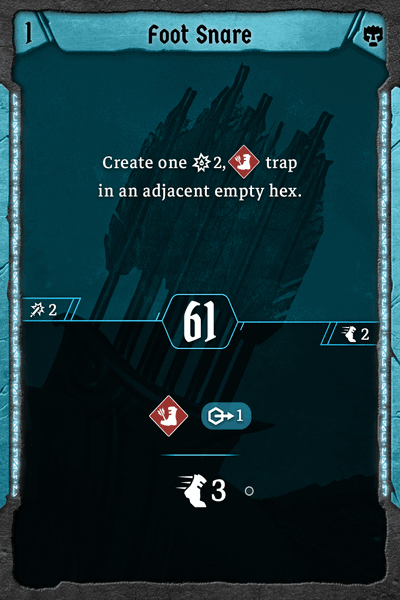 1
Foot Snare
Create one 2, trap
in an adjacent empty hex.
2
61
2
1
3